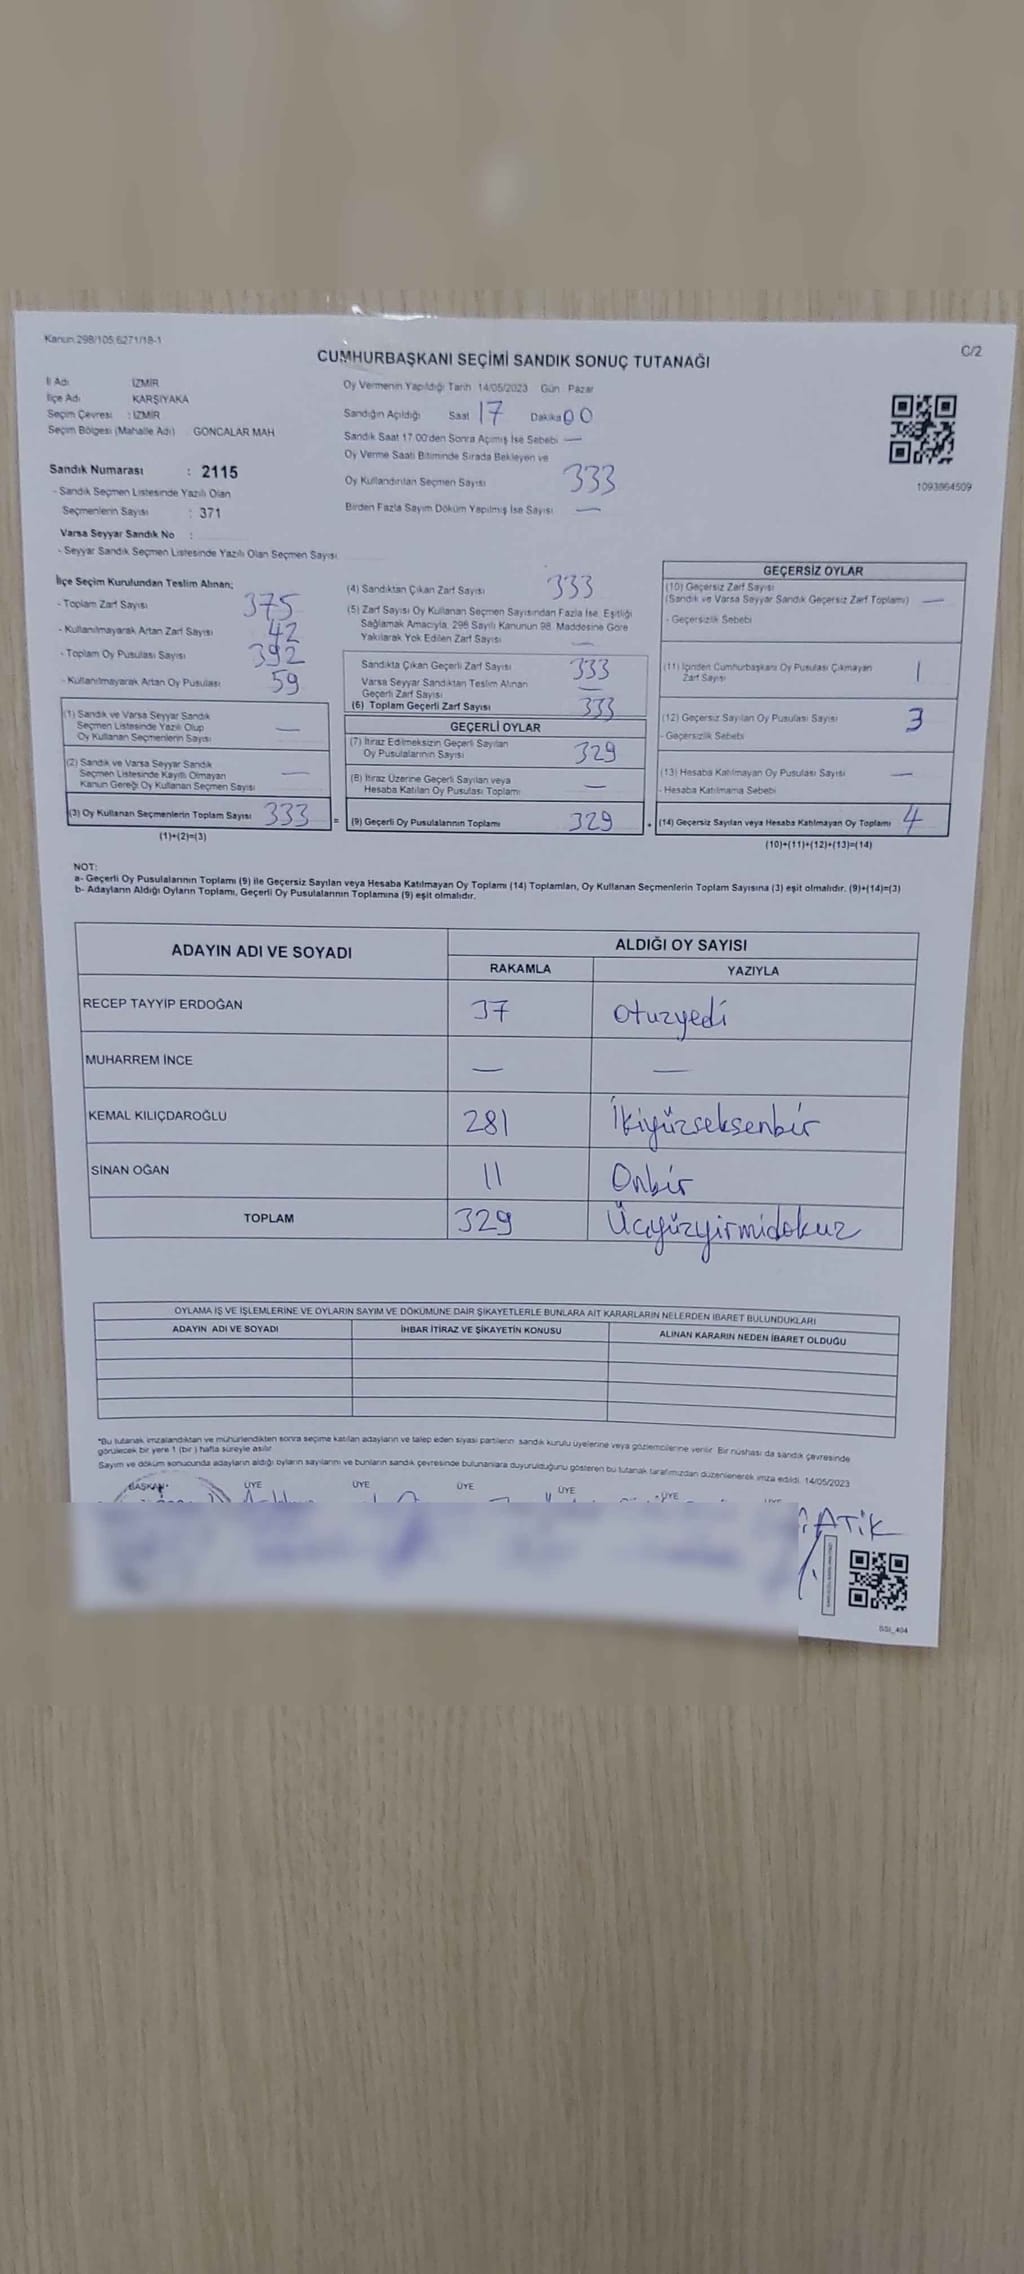 Kanun:298/105,6271/18-1
C/2
CUMHURBAŞKANI SEÇİMİ SANDIK SONUÇ TUTANAĞI
İl Adı İZMİR
İlçe Adı KARŞIYAKA
Seçim Çevresi : İZMİR
Seçim Bölgesi (Mahalle Adı) GONCALAR MAH
Sandık Numarası : 2115
- Sandık Seçmen Listesinde Yazılı Olan
Seçmenlerin Sayısı : 371
Varsa Seyyar Sandık No :
- Seyyar Sandık Seçmen Listesinde Yazılı Olan Seçmen Sayısı
Oy Vermenin Yapıldığı Tarih 14/05/2023 Gün Pazar
Sandığın Açıldığı Saat 17 Dakika 00
Sandık Saat 17.00'den Sonra Açılmış İse Sebebi —
Oy Verme Saati Bitiminde Sırada Bekleyen ve
Oy Kullandırılan Seçmen Sayısı 333
Birden Fazla Sayım Döküm Yapılmış İse Sayısı —
1093864509
İlçe Seçim Kurulundan Teslim Alınan;
- Toplam Zarf Sayısı 375
- Kullanılmayarak Artan Zarf Sayısı 42
- Toplam Oy Pusulası Sayısı 392
- Kullanılmayarak Artan Oy Pusulası 59
(1) Sandık ve Varsa Seyyar Sandık
Seçmen Listesinde Yazılı Olup
Oy Kullanan Seçmenlerin Sayısı —
(2) Sandık ve Varsa Seyyar Sandık
Seçmen Listesinde Kayıtlı Olmayan
Kanun Gereği Oy Kullanan Seçmen Sayısı —
(3) Oy Kullanan Seçmenlerin Toplam Sayısı 333 =
(1)+(2)=(3)
(4) Sandıktan Çıkan Zarf Sayısı 333
(5) Zarf Sayısı Oy Kullanan Seçmen Sayısından Fazla İse, Eşitliği
Sağlamak Amacıyla, 298 Sayılı Kanunun 98. Maddesine Göre
Yakılarak Yok Edilen Zarf Sayısı —
Sandıkta Çıkan Geçerli Zarf Sayısı 333
Varsa Seyyar Sandıktan Teslim Alınan
Geçerli Zarf Sayısı —
(6) Toplam Geçerli Zarf Sayısı 333
GEÇERLİ OYLAR
(7) İtiraz Edilmeksizin Geçerli Sayılan
Oy Pusulalarının Sayısı 329
(8) İtiraz Üzerine Geçerli Sayılan veya
Hesaba Katılan Oy Pusulası Toplamı —
(9) Geçerli Oy Pusulalarının Toplamı 329 +
GEÇERSİZ OYLAR
(10) Geçersiz Zarf Sayısı
(Sandık ve Varsa Seyyar Sandık Geçersiz Zarf Toplamı) —
- Geçersizlik Sebebi
(11) İçinden Cumhurbaşkanı Oy Pusulası Çıkmayan
Zarf Sayısı 1
(12) Geçersiz Sayılan Oy Pusulası Sayısı 3
- Geçersizlik Sebebi
(13) Hesaba Katılmayan Oy Pusulası Sayısı —
- Hesaba Katılmama Sebebi
(14) Geçersiz Sayılan veya Hesaba Katılmayan Oy Toplamı 4
(10)+(11)+(12)+(13)=(14)
NOT:
a- Geçerli Oy Pusulalarının Toplamı (9) ile Geçersiz Sayılan veya Hesaba Katılmayan Oy Toplamı (14) Toplamları, Oy Kullanan Seçmenlerin Toplam Sayısına (3) eşit olmalıdır. (9)+(14)=(3)
b- Adayların Aldığı Oyların Toplamı, Geçerli Oy Pusulalarının Toplamına (9) eşit olmalıdır.
ADAYIN ADI VE SOYADI
ALDIĞI OY SAYISI
RAKAMLA YAZIYLA
RECEP TAYYİP ERDOĞAN 37 otuzyedi
MUHARREM İNCE — —
KEMAL KILIÇDAROĞLU 281 İkiyüzseksenbir
SİNAN OĞAN 11 Onbir
TOPLAM 329 Üçyüzyirmidokuz
OYLAMA İŞ VE İŞLEMLERİNE VE OYLARIN SAYIM VE DÖKÜMÜNE DAİR ŞİKAYETLERLE BUNLARA AİT KARARLARIN NELERDEN İBARET BULUNDUKLARI
ADAYIN ADI VE SOYADI İHBAR İTİRAZ VE ŞİKAYETİN KONUSU ALINAN KARARIN NEDEN İBARET OLDUĞU
*Bu tutanak imzalandıktan ve mühürlendikten sonra seçime katılan adayların ve talep eden siyasi partilerin sandık kurulu üyelerine veya gözlemcilerine verilir. Bir nüshası da sandık çevresinde
görülecek bir yere 1 (bir) hafta süreyle asılır.
Sayım ve döküm sonucunda adayların aldığı oyların sayılarını ve bunların sandık çevresinde bulunanlara duyurulduğunu gösteren bu tutanak tarafımızdan düzenlenerek imza edildi. 14/05/2023
BAŞKAN ÜYE ÜYE ÜYE ÜYE ÜYE ÜYE
ATİK
SSI_404